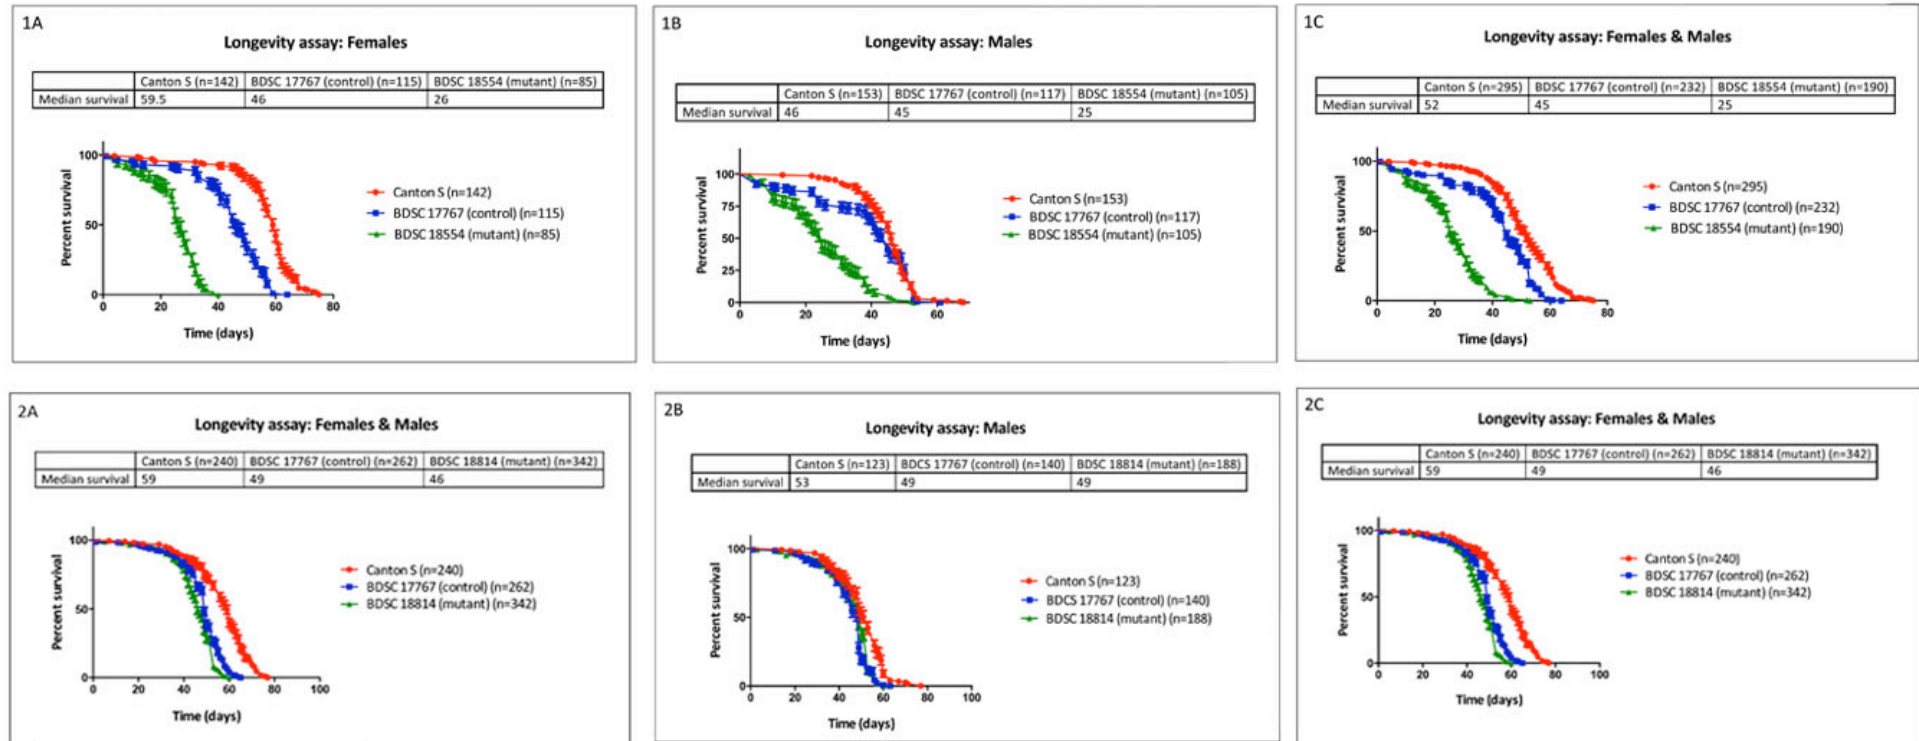 1A
Longevity assay: Females
Canton S (n=142) BDSC 17767 (control) (n=115) BDSC 18554 (mutant) (n=85)
Median survival 59.5 46 26
Percent survival
100
50
0
0 20 40 60 80
Time (days)
Canton S (n=142)
BDSC 17767 (control) (n=115)
BDSC 18554 (mutant) (n=85)
1B
Longevity assay: Males
Canton S (n=153) BDSC 17767 (control) (n=117) BDSC 18554 (mutant) (n=105)
Median survival 46 45 25
Percent survival
100
75
50
25
0
0 20 40 60
Time (days)
Canton S (n=153)
BDSC 17767 (control) (n=117)
BDSC 18554 (mutant) (n=105)
1C
Longevity assay: Females & Males
Canton S (n=295) BDSC 17767 (control) (n=232) BDSC 18554 (mutant) (n=190)
Median survival 52 45 25
Percent survival
100
50
0
0 20 40 60 80
Time (days)
Canton S (n=295)
BDSC 17767 (control) (n=232)
BDSC 18554 (mutant) (n=190)
2A
Longevity assay: Females & Males
Canton S (n=240) BDSC 17767 (control) (n=262) BDSC 18814 (mutant) (n=342)
Median survival 59 49 46
Percent survival
100
50
0
0 20 40 60 80 100
Time (days)
Canton S (n=240)
BDSC 17767 (control) (n=262)
BDSC 18814 (mutant) (n=342)
2B
Longevity assay: Males
Canton S (n=123) BDCS 17767 (control) (n=140) BDSC 18814 (mutant) (n=188)
Median survival 53 49 49
Percent survival
100
50
0
0 20 40 60 80 100
Time (days)
Canton S (n=123)
BDCS 17767 (control) (n=140)
BDSC 18814 (mutant) (n=188)
2C
Longevity assay: Females & Males
Canton S (n=240) BDSC 17767 (control) (n=262) BDSC 18814 (mutant) (n=342)
Median survival 59 49 46
Percent survival
100
50
0
0 20 40 60 80 100
Time (days)
Canton S (n=240)
BDSC 17767 (control) (n=262)
BDSC 18814 (mutant) (n=342)